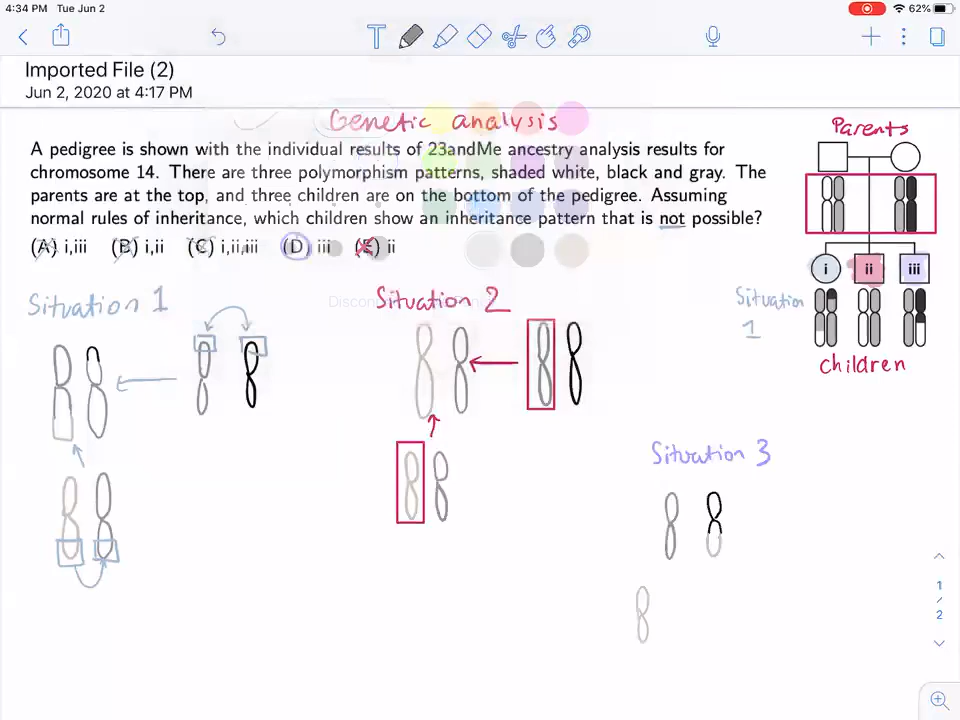 4:34 PM Tue Jun 2
62%
Imported File (2)
Jun 2, 2020 at 4:17 PM
Genetic analysis
Parents
A pedigree is shown with the individual results of 23andMe ancestry analysis results for
chromosome 14. There are three polymorphism patterns, shaded white, black and gray. The
parents are at the top, and three children are on the bottom of the pedigree. Assuming
normal rules of inheritance, which children show an inheritance pattern that is not possible?
(A) i,iii (B) i,ii (C) i,ii,iii (D) iii (E) ii
i ii iii
Situation 1
Situation 2
Situation
1
Children
Situation 3
1
/
2